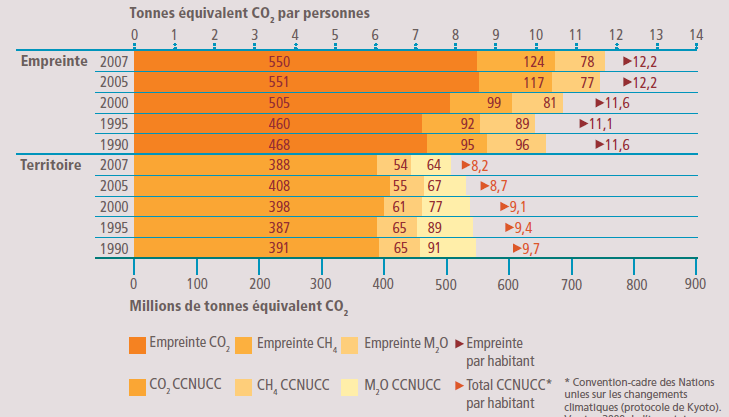 Tonnes équivalent CO₂ par personnes
0 1 2 3 4 5 6 7 8 9 10 11 12 13 14
Empreinte 2007 550 124 78 ▶12,2
2005 551 117 77 ▶12,2
2000 505 99 81 ▶11,6
1995 460 92 89 ▶11,1
1990 468 95 96 ▶11,6
Territoire 2007 388 54 64 ▶8,2
2005 408 55 67 ▶8,7
2000 398 61 77 ▶9,1
1995 387 65 89 ▶9,4
1990 391 65 91 ▶9,7
0 100 200 300 400 500 600 700 800 900
Millions de tonnes équivalent CO₂
Empreinte CO₂ Empreinte CH₄ Empreinte M₂O ▶Empreinte
par habitant
CO₂ CCNUCC CH₄ CCNUCC M₂O CCNUCC ▶Total CCNUCC*
par habitant
* Convention-cadre des Nations
unies sur les changements
climatiques (protocole de Kyoto).